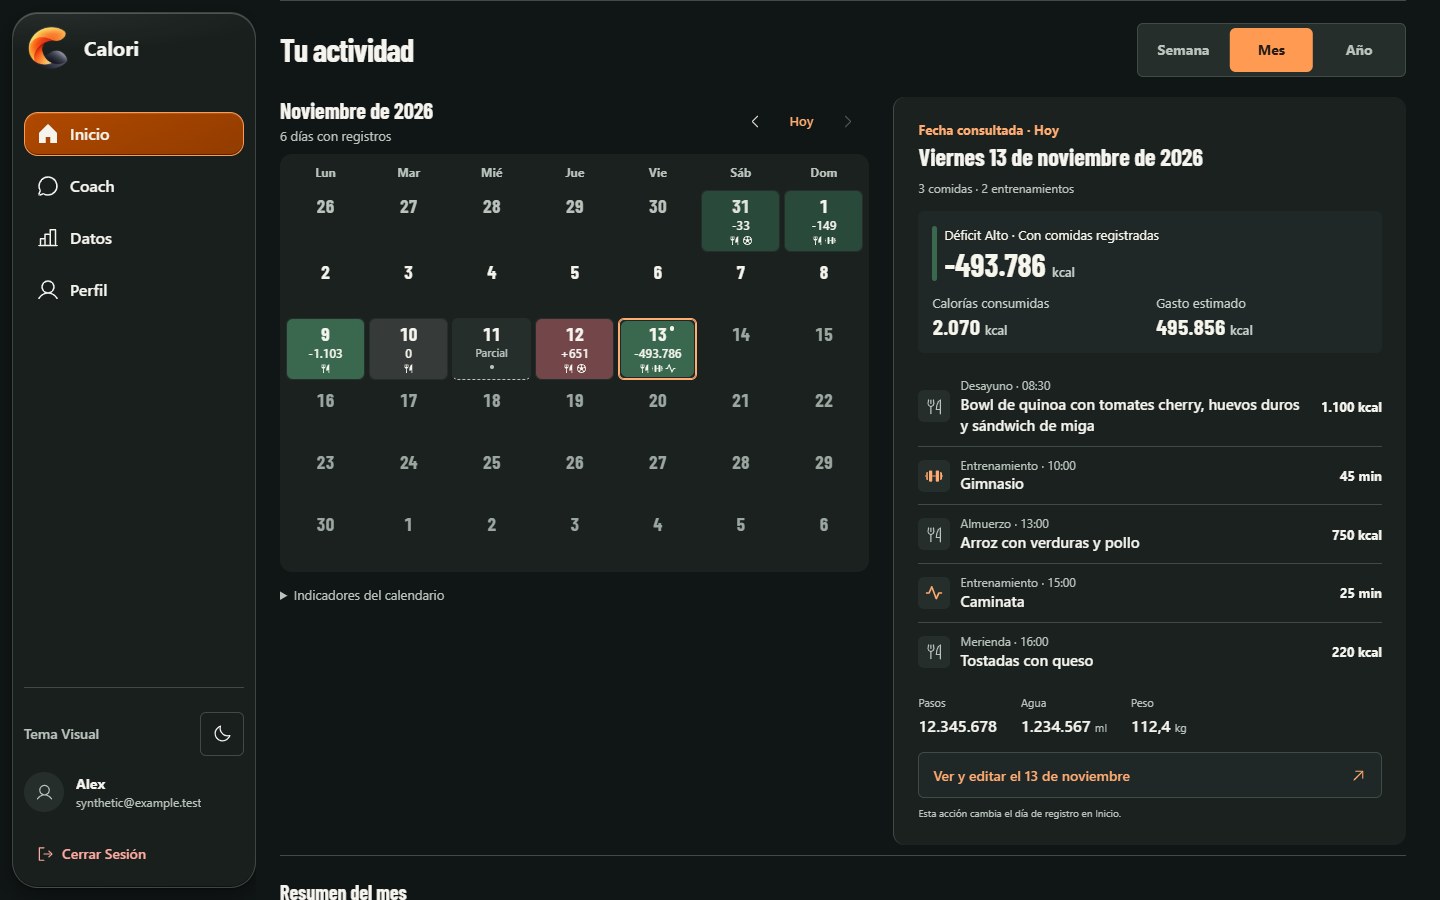 Calori
Inicio
Coach
Datos
Perfil
Tema Visual
Alex
synthetic@example.test
Cerrar Sesión
Tu actividad
Semana Mes Año
Noviembre de 2026
6 días con registros
Hoy
Lun Mar Mié Jue Vie Sáb Dom
26 27 28 29 30 31 1
-33 -149
2 3 4 5 6 7 8
9 10 11 12 13 14 15
-1.103 0 Parcial +651 -493.786
16 17 18 19 20 21 22
23 24 25 26 27 28 29
30 1 2 3 4 5 6
Indicadores del calendario
Fecha consultada · Hoy
Viernes 13 de noviembre de 2026
3 comidas · 2 entrenamientos
Déficit Alto · Con comidas registradas
-493.786 kcal
Calorías consumidas Gasto estimado
2.070 kcal 495.856 kcal
Desayuno · 08:30
Bowl de quinoa con tomates cherry, huevos duros
y sándwich de miga
1.100 kcal
Entrenamiento · 10:00
Gimnasio
45 min
Almuerzo · 13:00
Arroz con verduras y pollo
750 kcal
Entrenamiento · 15:00
Caminata
25 min
Merienda · 16:00
Tostadas con queso
220 kcal
Pasos Agua Peso
12.345.678 1.234.567 ml 112,4 kg
Ver y editar el 13 de noviembre
Esta acción cambia el día de registro en Inicio.
Resumen del mes